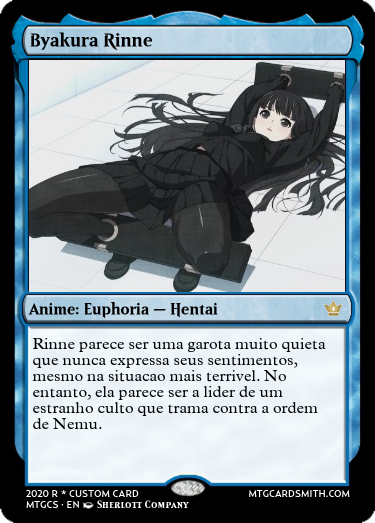 Byakura Rinne
Anime: Euphoria — Hentai
Rinne parece ser uma garota muito quieta
que nunca expressa seus sentimentos,
mesmo na situacao mais terrivel. No
entanto, ela parece ser a lider de um
estranho culto que trama contra a ordem
de Nemu.
2020 R * CUSTOM CARD
MTGCARDSMITH.COM
MTGCS • EN SHERLOTT COMPANY